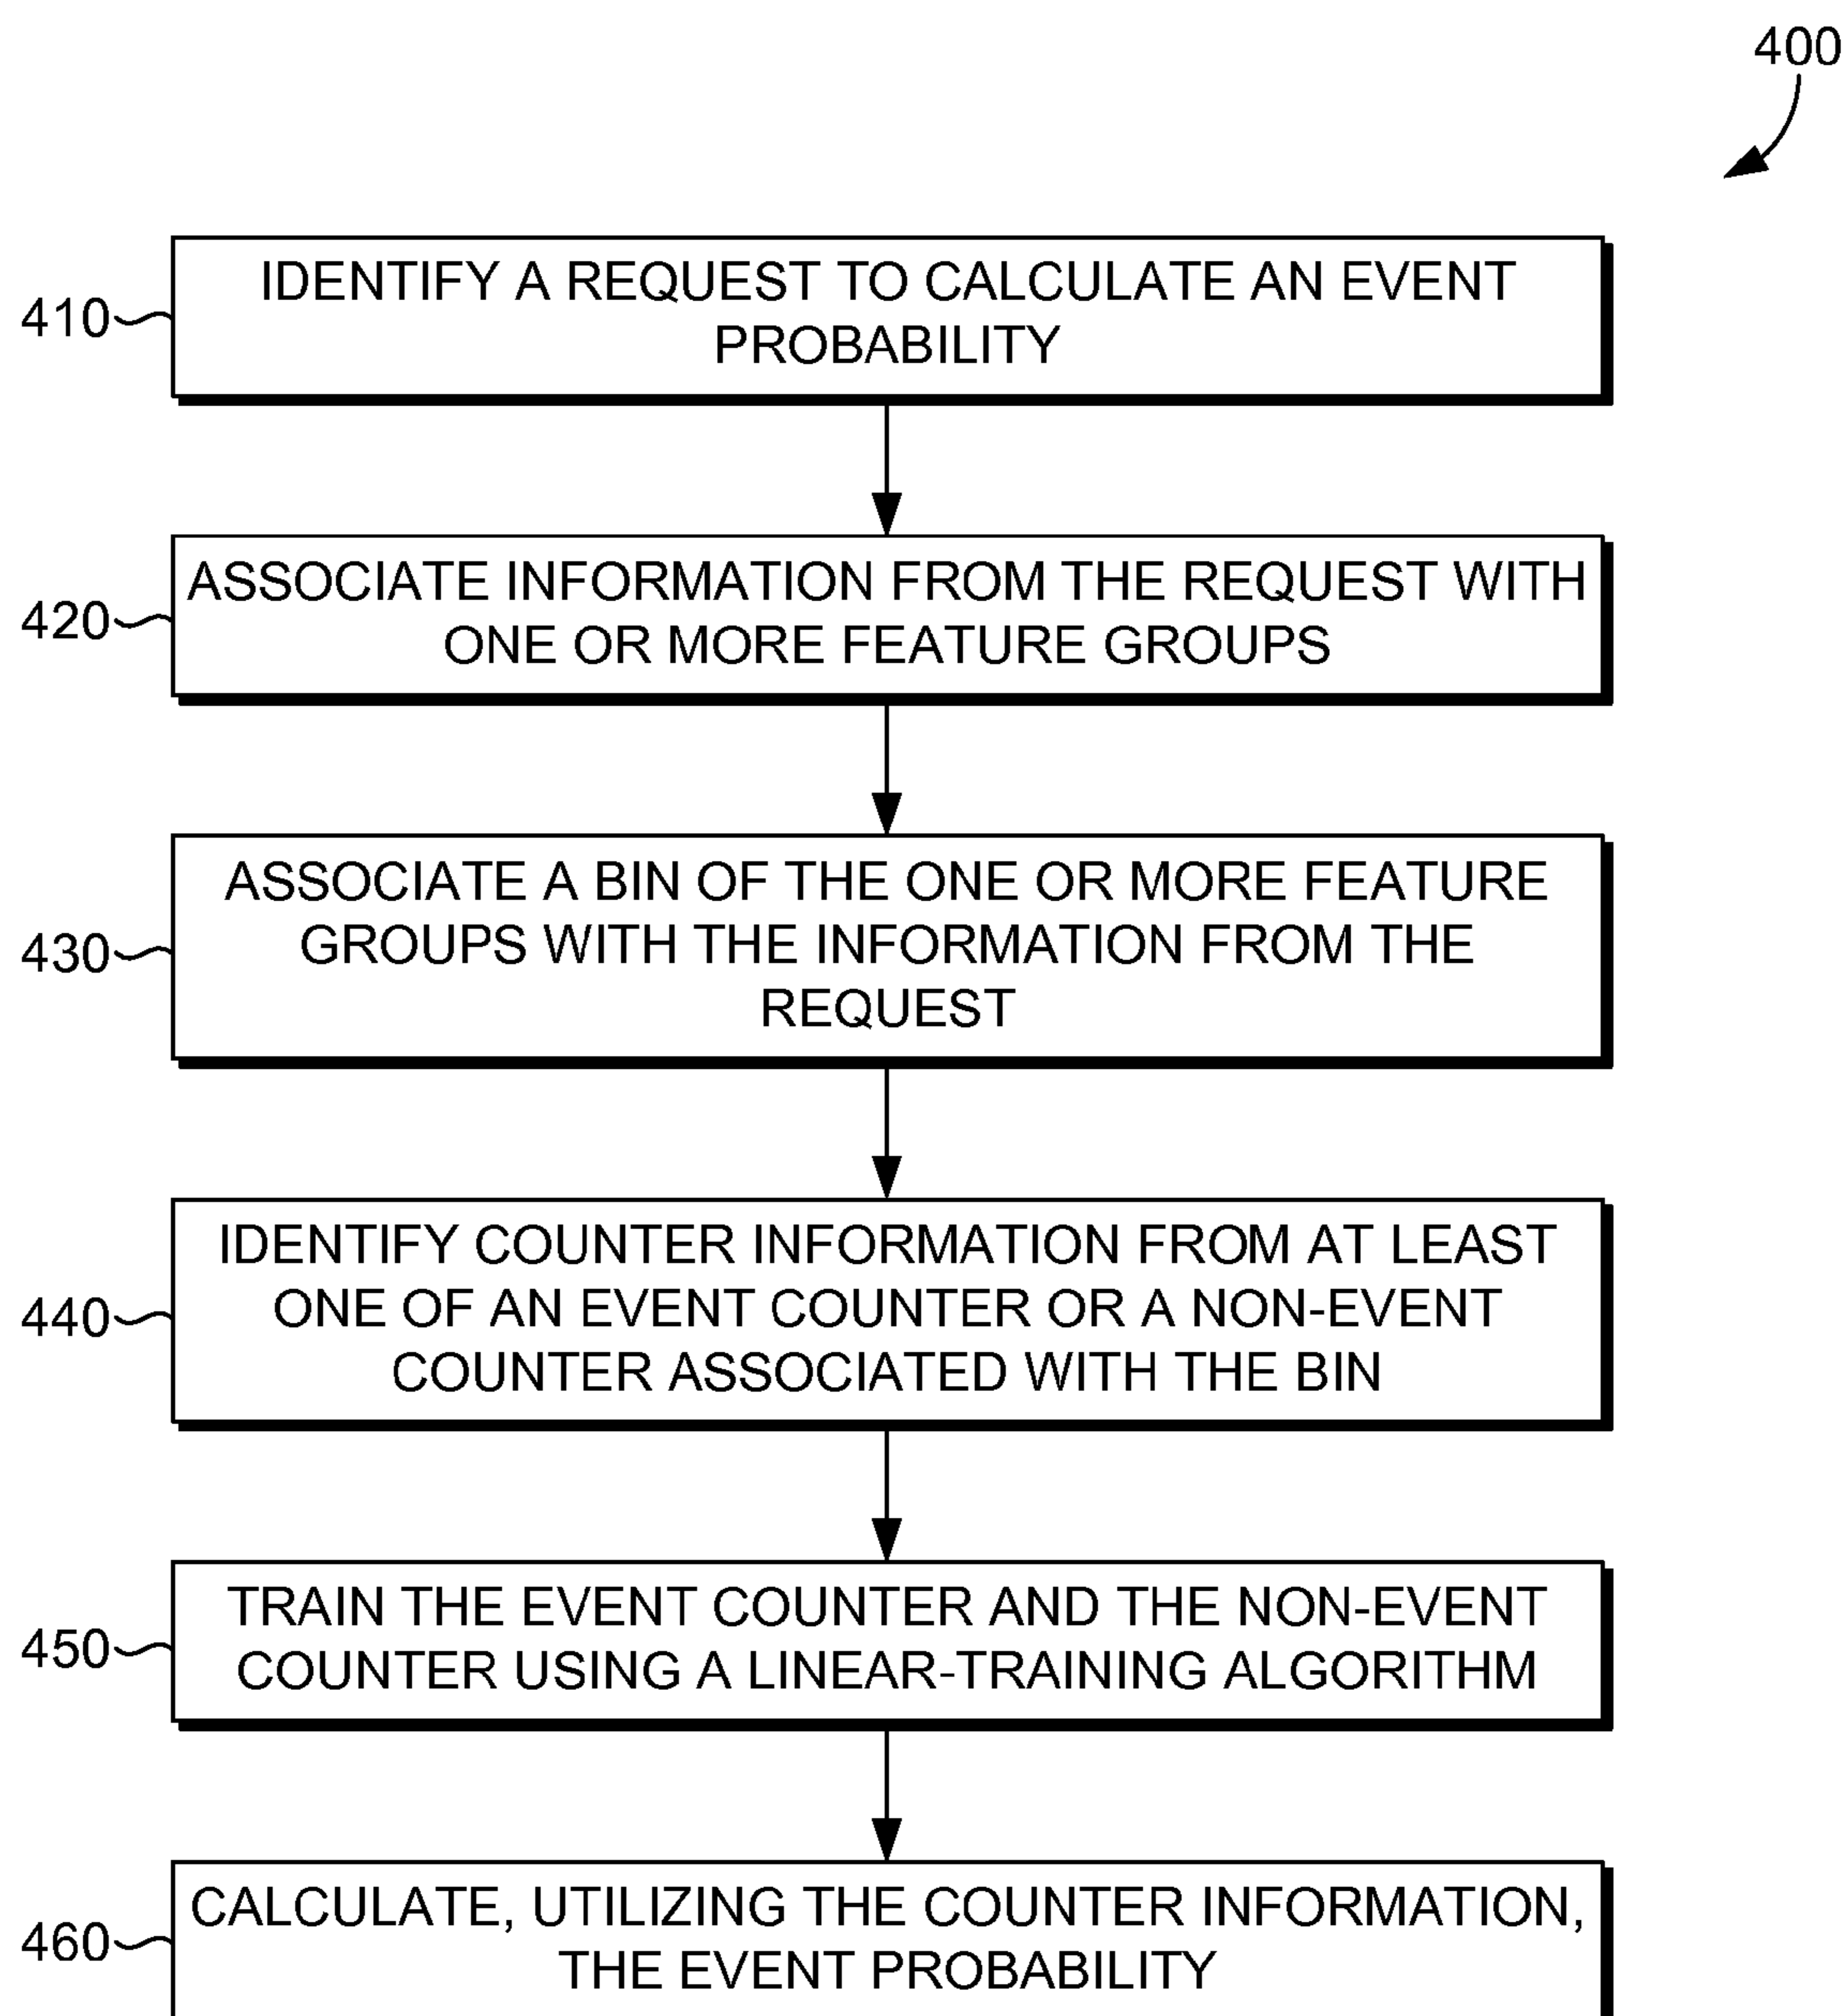 400
IDENTIFY A REQUEST TO CALCULATE AN EVENT
PROBABILITY
410
ASSOCIATE INFORMATION FROM THE REQUEST WITH
ONE OR MORE FEATURE GROUPS
420
ASSOCIATE A BIN OF THE ONE OR MORE FEATURE
GROUPS WITH THE INFORMATION FROM THE
REQUEST
430
IDENTIFY COUNTER INFORMATION FROM AT LEAST
ONE OF AN EVENT COUNTER OR A NON-EVENT
COUNTER ASSOCIATED WITH THE BIN
440
TRAIN THE EVENT COUNTER AND THE NON-EVENT
COUNTER USING A LINEAR-TRAINING ALGORITHM
450
CALCULATE, UTILIZING THE COUNTER INFORMATION,
THE EVENT PROBABILITY
460